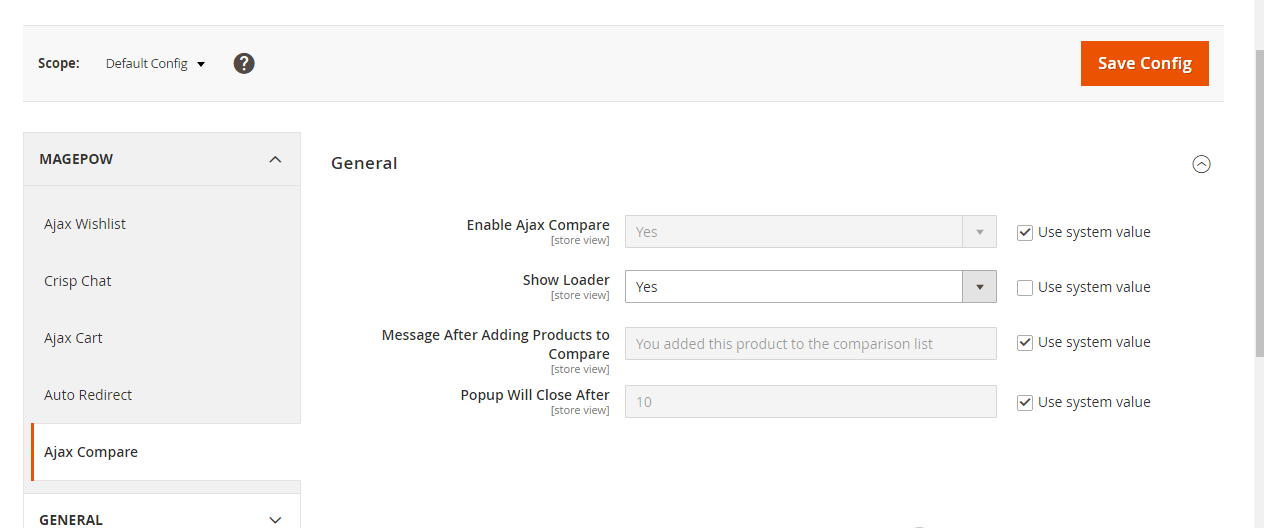 Scope: Default Config ?
Save Config
MAGEPOW
Ajax Wishlist
Crisp Chat
Ajax Cart
Auto Redirect
Ajax Compare
GENERAL
General
Enable Ajax Compare Yes Use system value
[store view]
Show Loader Yes Use system value
[store view]
Message After Adding Products to
Compare
[store view]
You added this product to the comparison list Use system value
Popup Will Close After 10 Use system value
[store view]